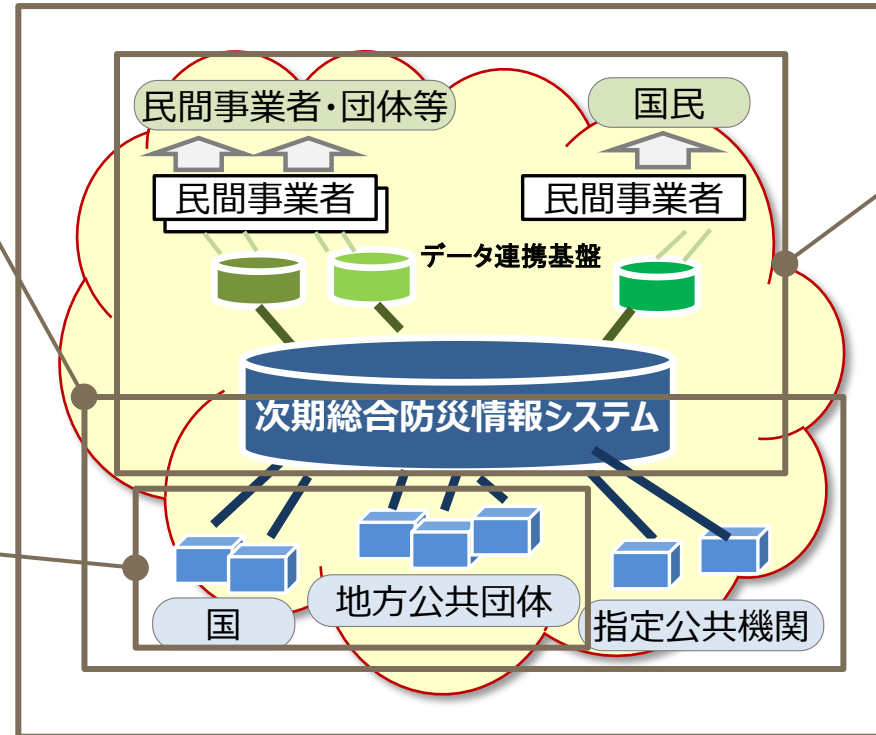 民間事業者・団体等
国民
民間事業者
民間事業者
データ連携基盤
次期総合防災情報システム
国
地方公共団体
指定公共機関